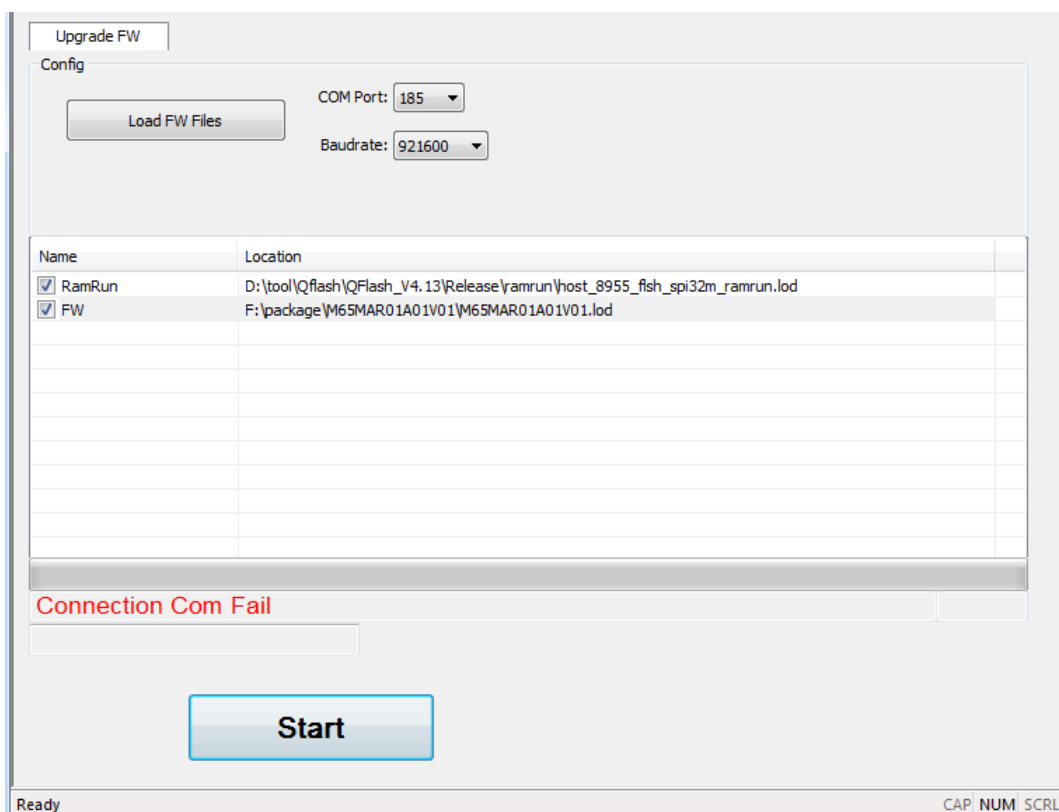 Upgrade FW
Config
Load FW Files
COM Port: 185
Baudrate: 921600
Name Location
RamRun D:\tool\Qflash\QFlash_V4.13\Release\ramrun\host_8955_flsh_spi32m_ramrun.lod
FW F:\package\M65MAR01A01V01\M65MAR01A01V01.lod
Connection Com Fail
Start
Ready CAP NUM SCRL